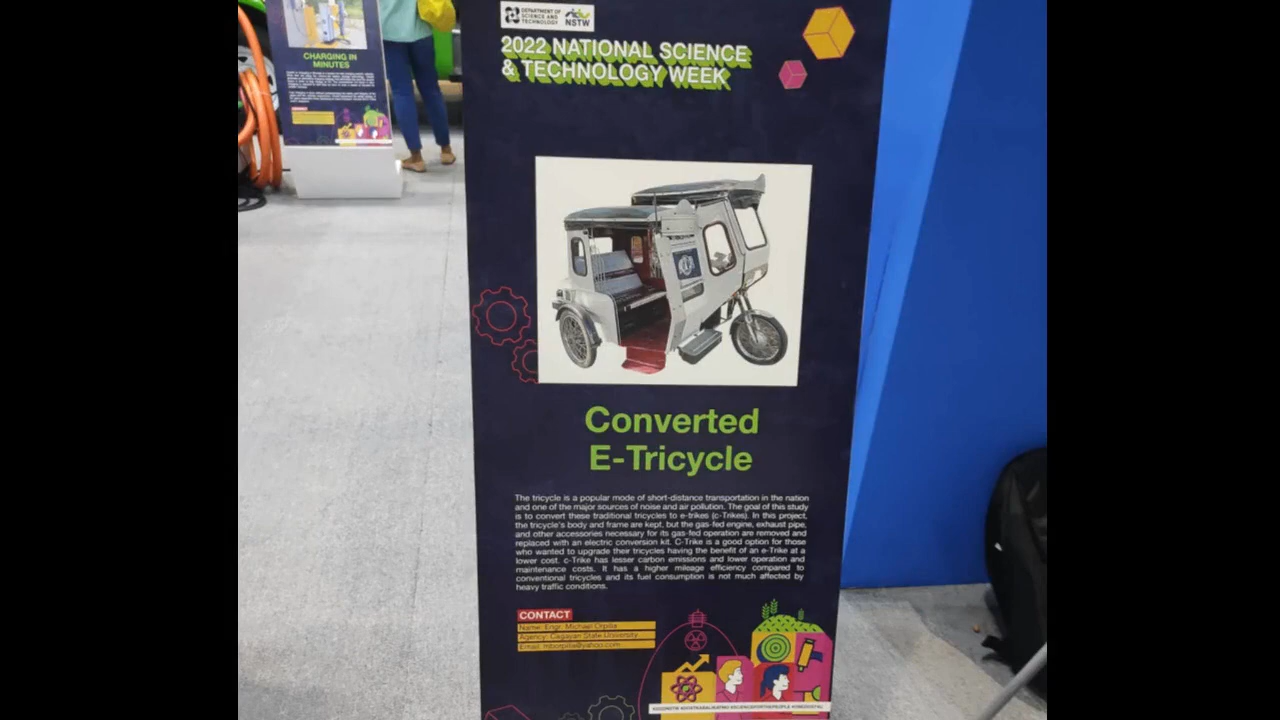 CHARGING IN
MINUTES
DEPARTMENT OF
SCIENCE AND
TECHNOLOGY
NSTW
2022 NATIONAL SCIENCE
& TECHNOLOGY WEEK
Converted
E-Tricycle
The tricycle is a popular mode of short-distance transportation in the nation
and one of the major sources of noise and air pollution. The goal of this study
is to convert these traditional tricycles to e-trikes (c-Trikes). In this project,
the tricycle's body and frame are kept, but the gas-fed engine, exhaust pipe,
and other accessories necessary for its gas-fed operation are removed and
replaced with an electric conversion kit. C-Trike is a good option for those
who wanted to upgrade their tricycles having the benefit of an e-Trike at a
lower cost. c-Trike has lesser carbon emissions and lower operation and
maintenance costs. It has a higher mileage efficiency compared to
conventional tricycles and its fuel consumption is not much affected by
heavy traffic conditions.
CONTACT
Name: Engr. Michael Orpilla
Agency: Cagayan State University
Email: mborpilla@yahoo.com